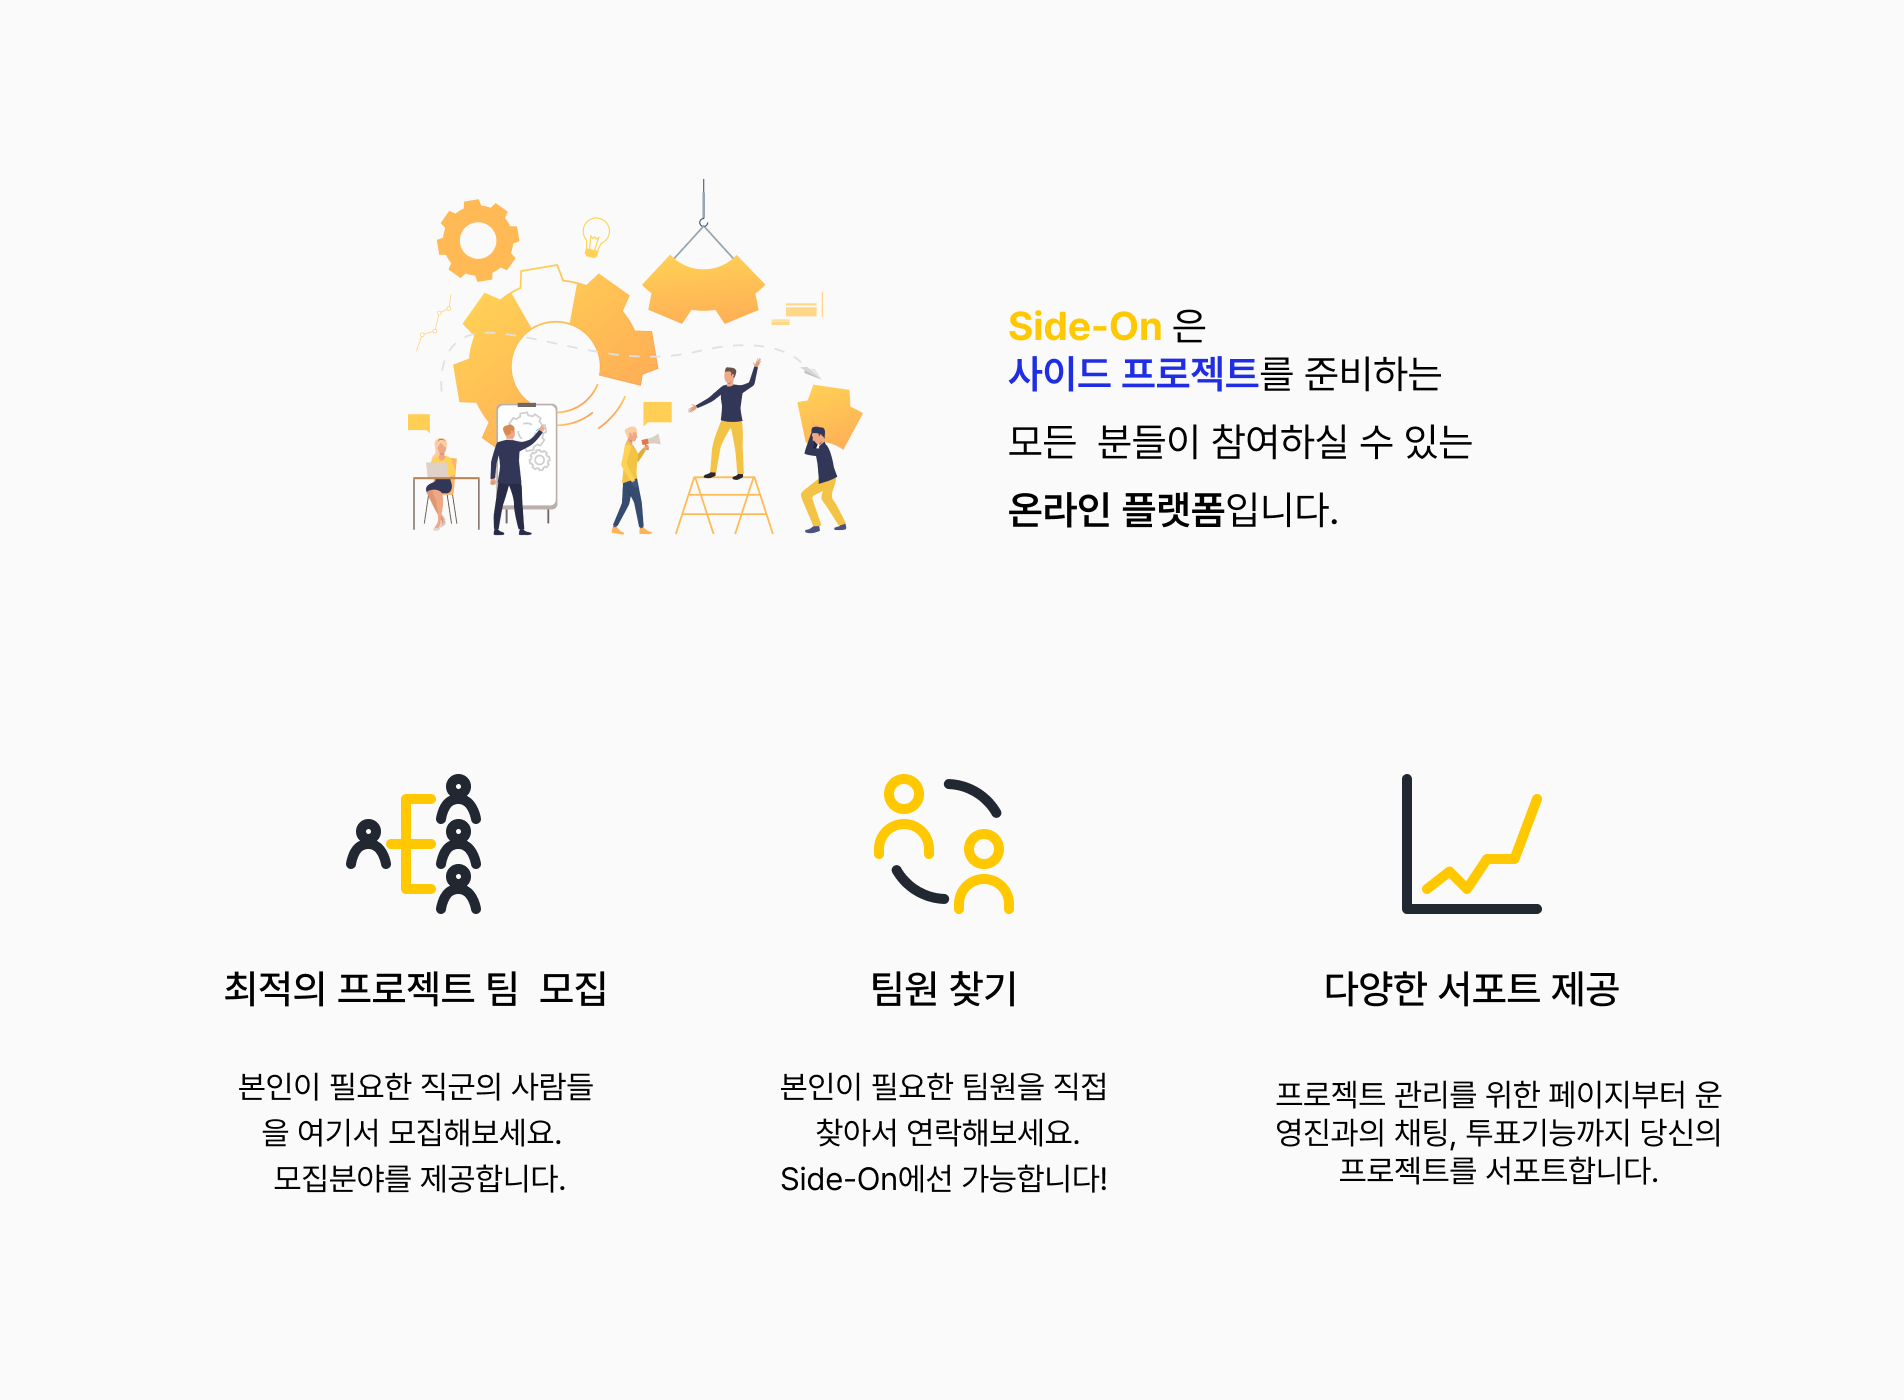 Side-On 은
사이드 프로젝트를 준비하는
모든  분들이 참여하실 수 있는
온라인 플랫폼입니다.
최적의 프로젝트 팀  모집
본인이 필요한 직군의 사람들
을 여기서 모집해보세요.
모집분야를 제공합니다.
팀원 찾기
본인이 필요한 팀원을 직접
찾아서 연락해보세요.
Side-On에선 가능합니다!
다양한 서포트 제공
프로젝트 관리를 위한 페이지부터 운
영진과의 채팅, 투표기능까지 당신의
프로젝트를 서포트합니다.